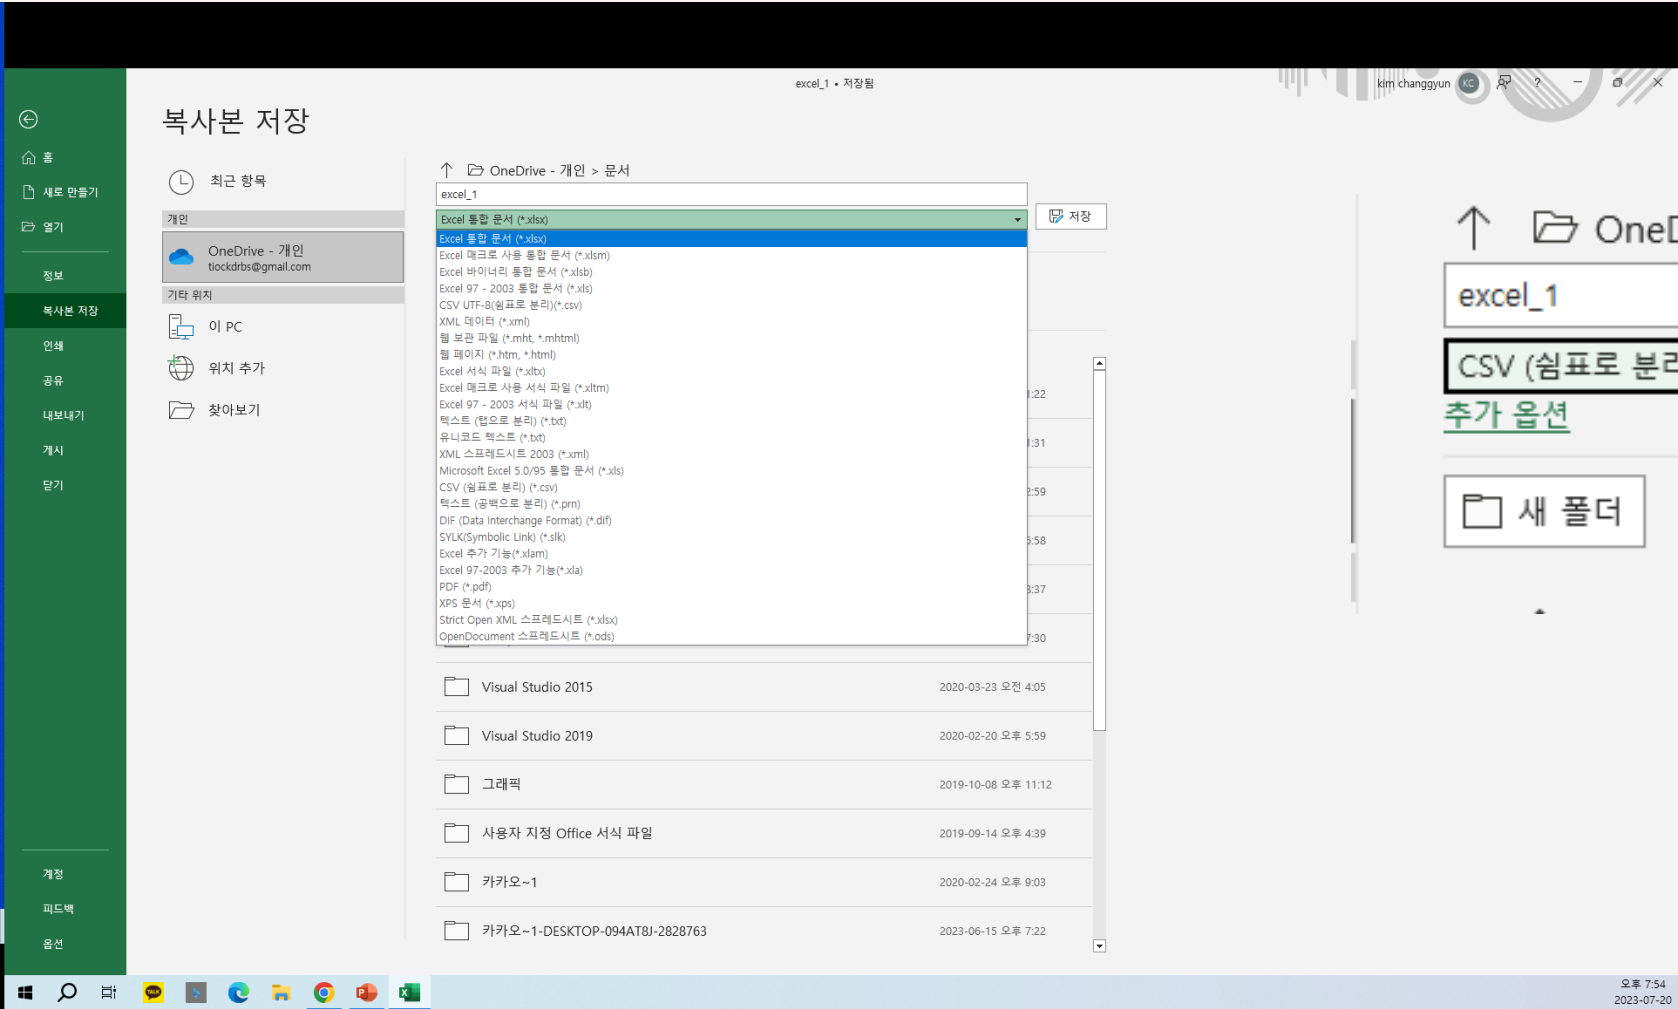 excel_1 • 저장됨
kim changgyun
KC
?
복사본 저장
홈
새로 만들기
열기
정보
복사본 저장
인쇄
공유
내보내기
게시
닫기
계정
피드백
옵션
최근 항목
개인
OneDrive - 개인
tiockdrbs@gmail.com
기타 위치
이 PC
위치 추가
찾아보기
OneDrive - 개인 > 문서
excel_1
Excel 통합 문서 (*.xlsx)
저장
Excel 통합 문서 (*.xlsx)
Excel 매크로 사용 통합 문서 (*.xlsm)
Excel 바이너리 통합 문서 (*.xlsb)
Excel 97 - 2003 통합 문서 (*.xls)
CSV UTF-8(쉼표로 분리)(*.csv)
XML 데이터 (*.xml)
웹 보관 파일 (*.mht, *.mhtml)
웹 페이지 (*.htm, *.html)
Excel 서식 파일 (*.xltx)
Excel 매크로 사용 서식 파일 (*.xltm)
Excel 97 - 2003 서식 파일 (*.xlt)
텍스트 (탭으로 분리) (*.txt)
유니코드 텍스트 (*.txt)
XML 스프레드시트 2003 (*.xml)
Microsoft Excel 5.0/95 통합 문서 (*.xls)
CSV (쉼표로 분리) (*.csv)
텍스트 (공백으로 분리) (*.prn)
DIF (Data Interchange Format) (*.dif)
SYLK(Symbolic Link) (*.slk)
Excel 추가 기능(*.xlam)
Excel 97-2003 추가 기능(*.xla)
PDF (*.pdf)
XPS 문서 (*.xps)
Strict Open XML 스프레드시트 (*.xlsx)
OpenDocument 스프레드시트 (*.ods)
:22
:31
:59
:58
:37
:30
Visual Studio 2015 2020-03-23 오전 4:05
Visual Studio 2019 2020-02-20 오후 5:59
그래픽 2019-10-08 오후 11:12
사용자 지정 Office 서식 파일 2019-09-14 오후 4:39
카카오~1 2020-02-24 오후 9:03
카카오~1-DESKTOP-094AT8J-2828763 2023-06-15 오후 7:22
OneD
excel_1
CSV (쉼표로 분리
추가 옵션
새 폴더
TALK
오후 7:54
2023-07-20